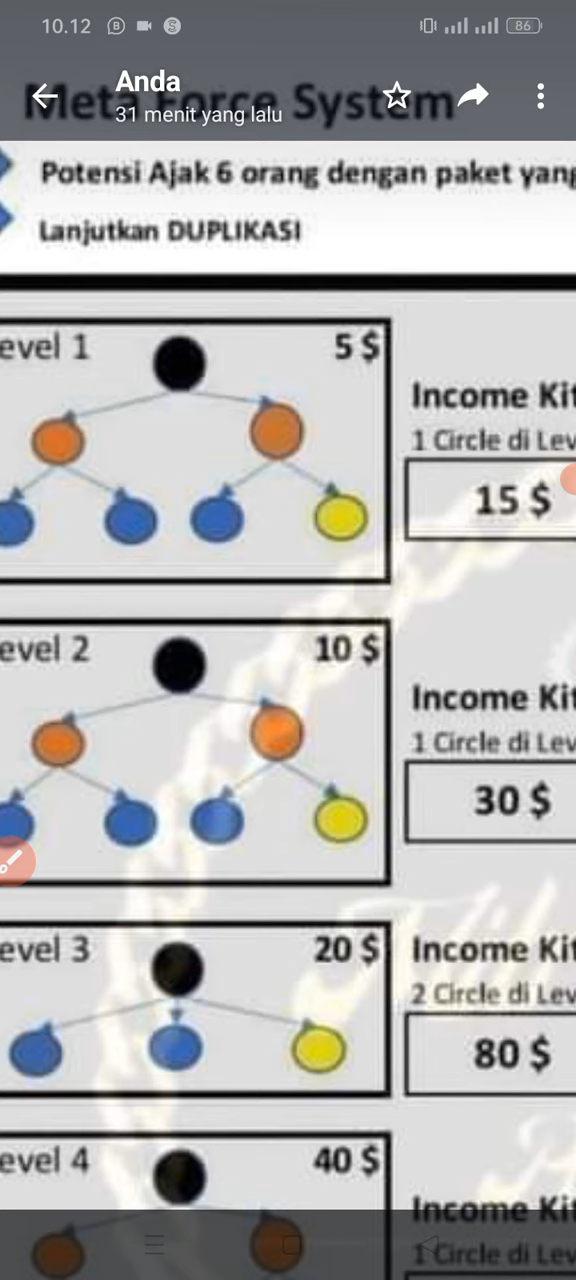 10.12
86
Anda
31 menit yang lalu
Meta Force System
Potensi Ajak 6 orang dengan paket yang
Lanjutkan DUPLIKASI
evel 1
5 $
Income Kit
1 Circle di Lev
15 $
evel 2
10 $
Income Kit
1 Circle di Lev
30 $
evel 3
20 $
Income Kit
2 Circle di Lev
80 $
evel 4
40 $
Income Kit
1 Circle di Lev